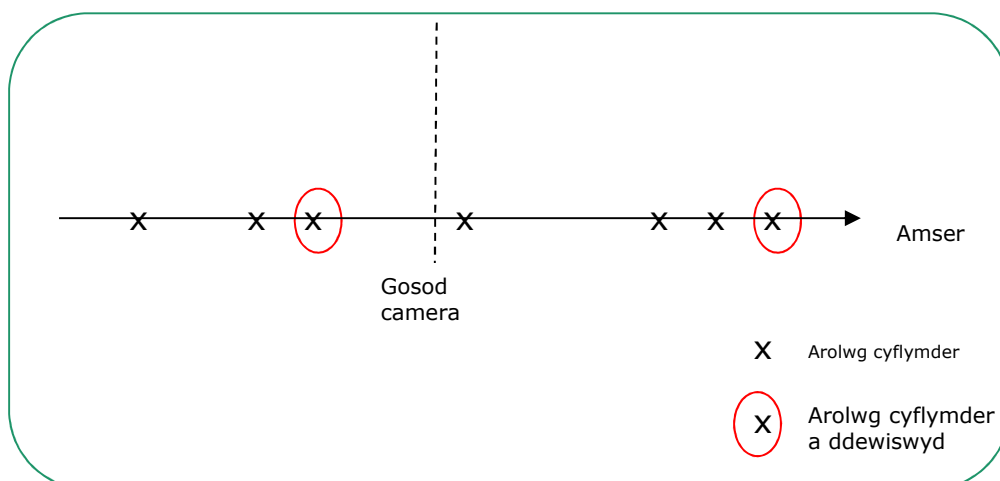 x x x x x x x
Amser
Gosod
camera
x Arolwg cyflymder
x Arolwg cyflymder
a ddewiswyd